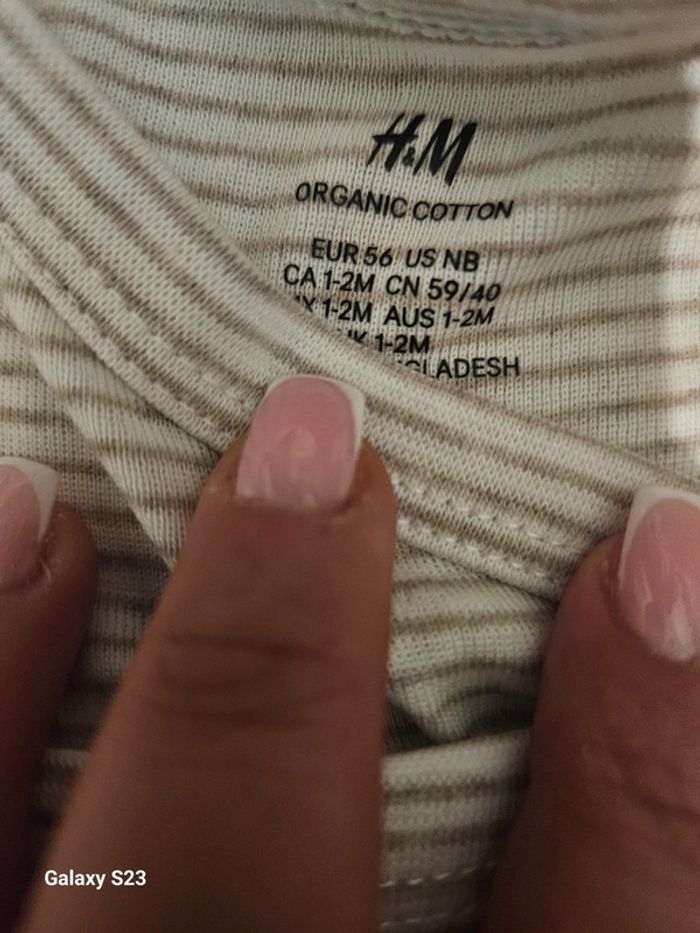 H&M
ORGANIC COTTON
EUR 56 US NB
CA 1-2M CN 59/40
1-2M AUS 1-2M
1-2M
Galaxy S23